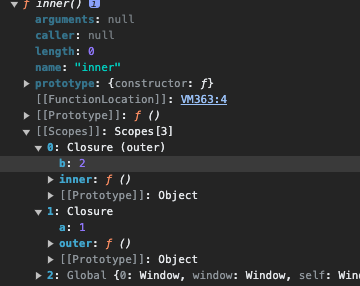 ƒ inner() i
arguments: null
caller: null
length: 0
name: "inner"
prototype: {constructor: ƒ}
[[FunctionLocation]]: VM363:4
[[Prototype]]: ƒ ()
[[Scopes]]: Scopes[3]
0: Closure (outer)
b: 2
inner: ƒ ()
[[Prototype]]: Object
1: Closure
a: 1
outer: ƒ ()
[[Prototype]]: Object
2: Global {0: Window, window: Window, self: Win